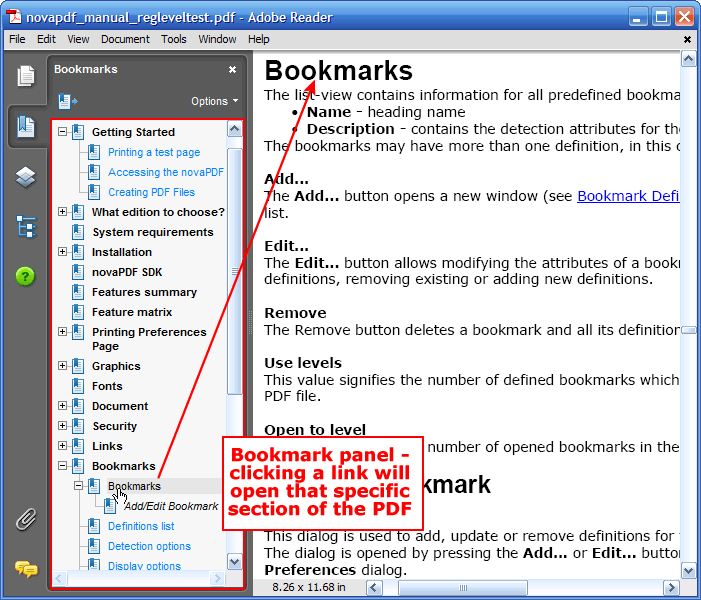 novapdf_manual_regleveltest.pdf - Adobe Reader
File Edit View Document Tools Window Help
Bookmarks
Options
Getting Started
Printing a test page
Accessing the novaPDF
Creating PDF Files
What edition to choose?
System requirements
Installation
novaPDF SDK
Features summary
Feature matrix
Printing Preferences
Page
Graphics
Fonts
Document
Security
Links
Bookmarks
Bookmarks
Add/Edit Bookmark
Definitions list
Detection options
Display options
Bookmarks
The list-view contains information for all predefined bookma
• Name - heading name
• Description - contains the detection attributes for the
The bookmarks may have more than one definition, in this
Add...
The Add... button opens a new window (see Bookmark Defi
list.
Edit...
The Edit... button allows modifying the attributes of a bookm
definitions, removing existing or adding new definitions.
Remove
The Remove button deletes a bookmark and all its definition
Use levels
This value signifies the number of defined bookmarks which
PDF file.
Open to level
number of opened bookmarks in the
kmark
This dialog is used to add, update or remove definitions for
The dialog is opened by pressing the Add... or Edit... button
Preferences dialog.
Bookmark panel -
clicking a link will
open that specific
section of the PDF
8.26 x 11.68 in